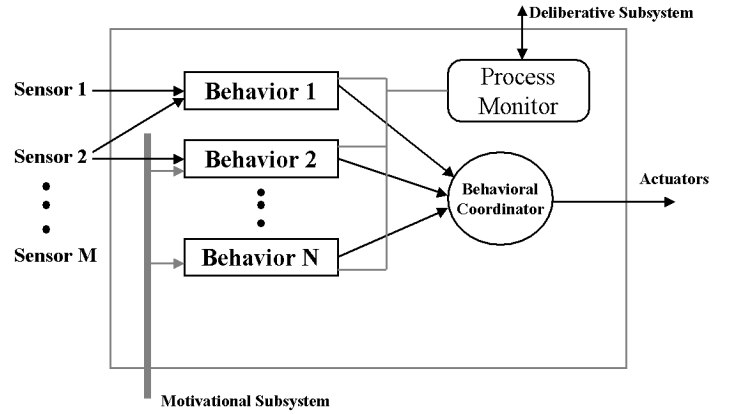 Deliberative Subsystem
Process
Monitor
Sensor 1
Behavior 1
Sensor 2
Behavior 2
Behavioral
Coordinator
Actuators
Sensor M
Behavior N
Motivational Subsystem